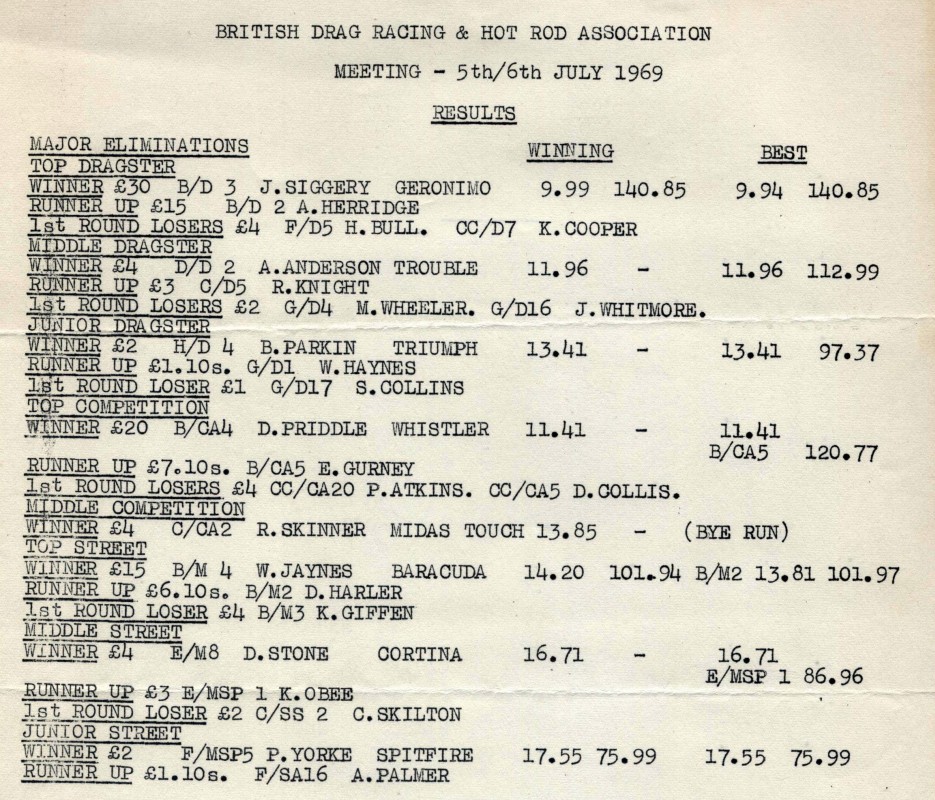 BRITISH DRAG RACING & HOT ROD ASSOCIATION
MEETING - 5th/6th JULY 1969
RESULTS
MAJOR ELIMINATIONS WINNING BEST
TOP DRAGSTER
WINNER £30 B/D 3 J.SIGGERY GERONIMO 9.99 140.85 9.94 140.85
RUNNER UP £15 B/D 2 A.HERRIDGE
1st ROUND LOSERS £4 F/D5 H.BULL. CC/D7 K.COOPER
MIDDLE DRAGSTER
WINNER £4 D/D 2 A.ANDERSON TROUBLE 11.96 - 11.96 112.99
RUNNER UP £3 C/D5 R.KNIGHT
1st ROUND LOSERS £2 G/D4 M.WHEELER. G/D16 J.WHITMORE.
JUNIOR DRAGSTER
WINNER £2 H/D 4 B.PARKIN TRIUMPH 13.41 - 13.41 97.37
RUNNER UP £1.10s. G/D1 W.HAYNES
1st ROUND LOSER £1 G/D17 S.COLLINS
TOP COMPETITION
WINNER £20 B/CA4 D.PRIDDLE WHISTLER 11.41 - 11.41
B/CA5 120.77
RUNNER UP £7.10s. B/CA5 E.GURNEY
1st ROUND LOSERS £4 CC/CA20 P.ATKINS. CC/CA5 D.COLLIS.
MIDDLE COMPETITION
WINNER £4 C/CA2 R.SKINNER MIDAS TOUCH 13.85 - (BYE RUN)
TOP STREET
WINNER £15 B/M 4 W.JAYNES BARACUDA 14.20 101.94 B/M2 13.81 101.97
RUNNER UP £6.10s. B/M2 D.HARLER
1st ROUND LOSER £4 B/M3 K.GIFFEN
MIDDLE STREET
WINNER £4 E/M8 D.STONE CORTINA 16.71 - 16.71
E/MSP 1 86.96
RUNNER UP £3 E/MSP 1 K.OBEE
1st ROUND LOSER £2 C/SS 2 C.SKILTON
JUNIOR STREET
WINNER £2 F/MSP5 P.YORKE SPITFIRE 17.55 75.99 17.55 75.99
RUNNER UP £1.10s. F/SA16 A.PALMER